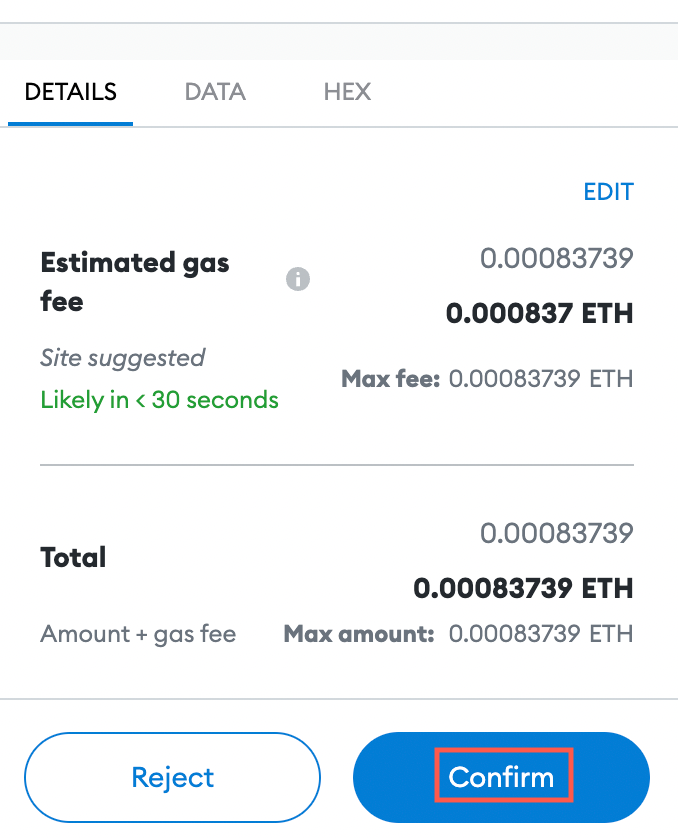 DETAILS DATA HEX
EDIT
Estimated gas
fee
0.00083739
0.000837 ETH
Site suggested
Likely in < 30 seconds
Max fee: 0.00083739 ETH
0.00083739
Total
0.00083739 ETH
Amount + gas fee
Max amount: 0.00083739 ETH
Reject
Confirm